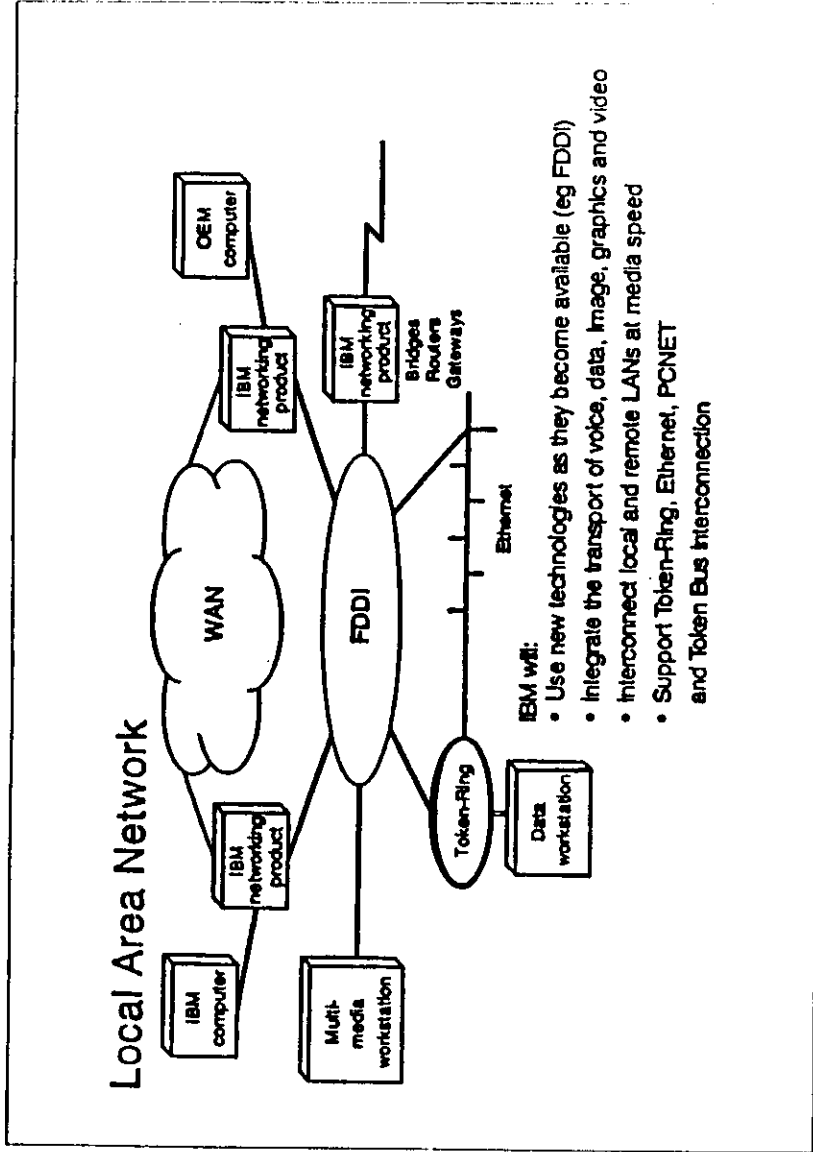 Local Area Network
IBM
computer
IBM
networking
product
WAN
IBM
networking
product
OEM
computer
Multi-
media
workstation
FDDI
IBM
networking
product
Bridges
Routers
Gateways
Token-Ring
Ethernet
Data
workstation
IBM will:
• Use new technologies as they become available (eg FDDI)
• Integrate the transport of voice, data, image, graphics and video
• Interconnect local and remote LANs at media speed
• Support Token-Ring, Ethernet, PCNET
and Token Bus Interconnection